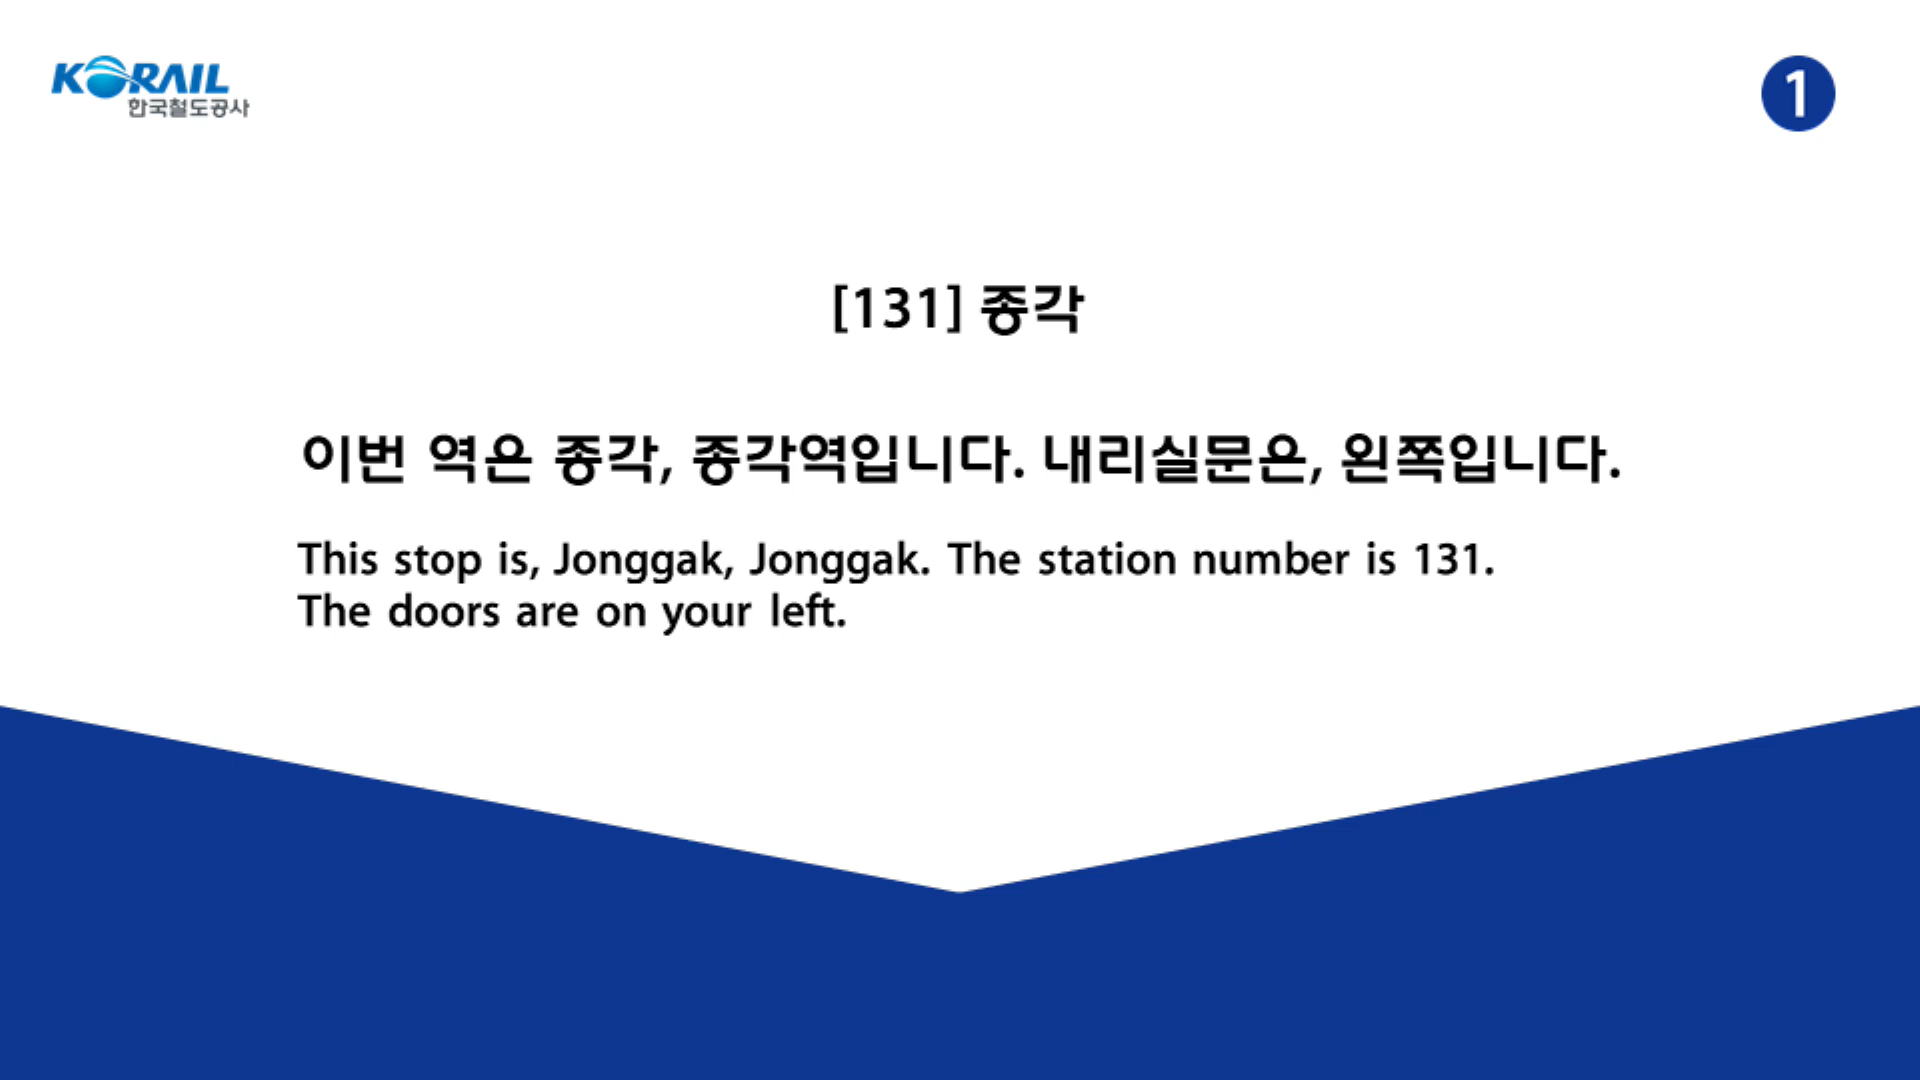 KORAIL
한국철도공사
1
[131] 종각
이번 역은 종각, 종각역입니다. 내리실문은, 왼쪽입니다.
This stop is, Jonggak, Jonggak. The station number is 131.
The doors are on your left.